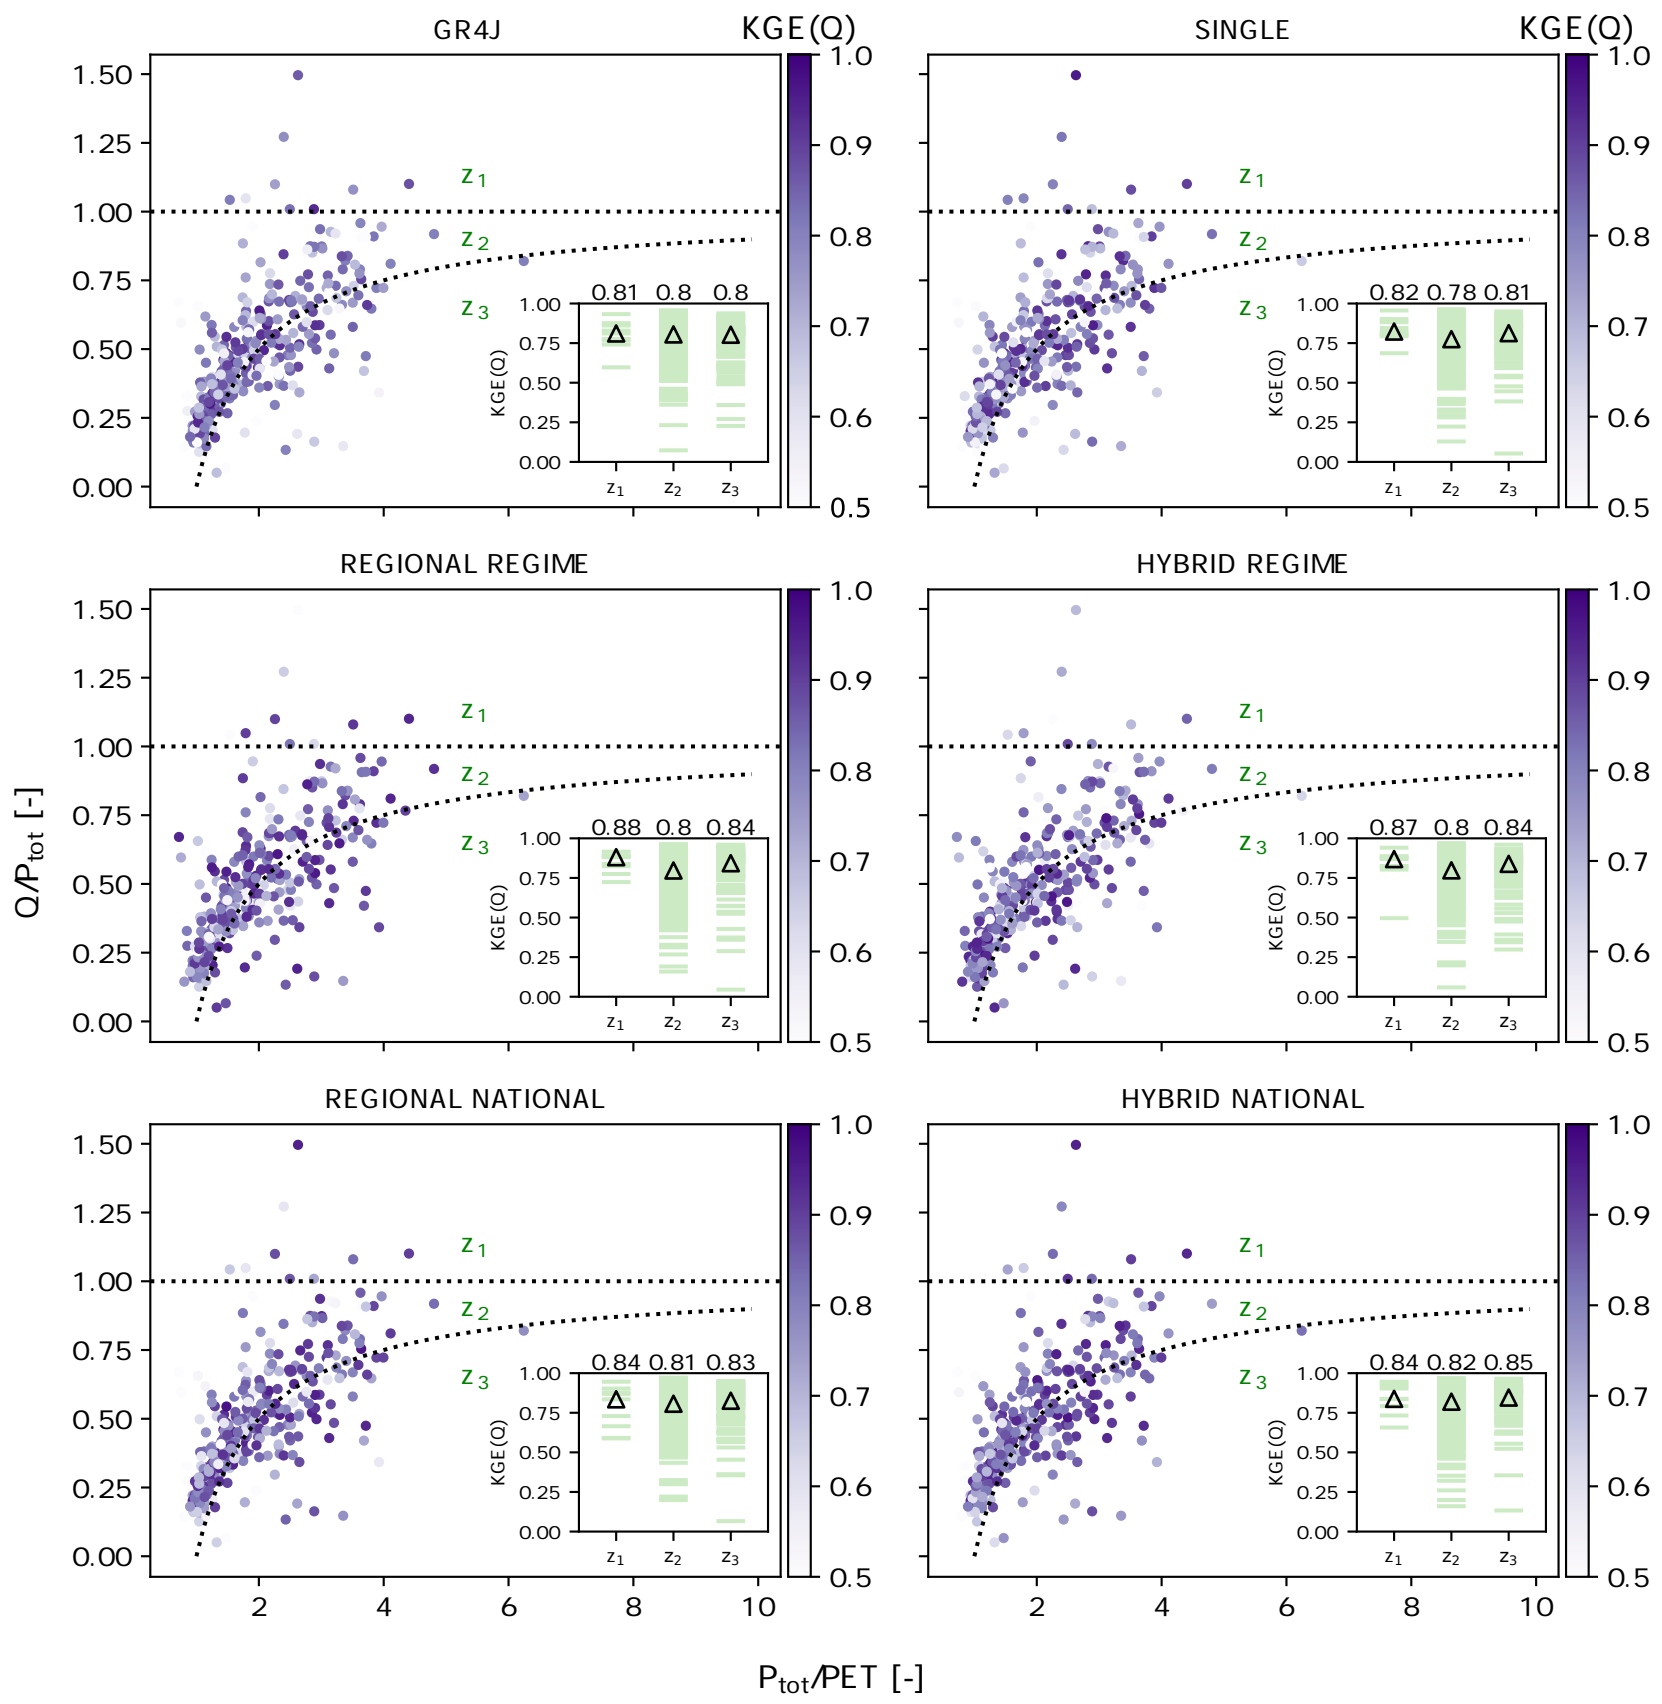 GR4J
KGE(Q)
SINGLE
KGE(Q)
1.50
1.25
1.00
0.75
0.50
0.25
0.00
z1
z2
z3
0.81 0.8 0.8
1.00
0.75
0.50
0.25
0.00
KGE(Q)
z1 z2 z3
1.0
0.9
0.8
0.7
0.6
0.5
z1
z2
z3
0.82 0.78 0.81
1.00
0.75
0.50
0.25
0.00
KGE(Q)
z1 z2 z3
1.0
0.9
0.8
0.7
0.6
0.5
REGIONAL REGIME
HYBRID REGIME
Q/Ptot [-]
1.50
1.25
1.00
0.75
0.50
0.25
0.00
z1
z2
z3
0.88 0.8 0.84
1.00
0.75
0.50
0.25
0.00
KGE(Q)
z1 z2 z3
1.0
0.9
0.8
0.7
0.6
0.5
z1
z2
z3
0.87 0.8 0.84
1.00
0.75
0.50
0.25
0.00
KGE(Q)
z1 z2 z3
1.0
0.9
0.8
0.7
0.6
0.5
REGIONAL NATIONAL
HYBRID NATIONAL
1.50
1.25
1.00
0.75
0.50
0.25
0.00
z1
z2
z3
0.84 0.81 0.83
1.00
0.75
0.50
0.25
0.00
KGE(Q)
z1 z2 z3
1.0
0.9
0.8
0.7
0.6
0.5
2 4 6 8 10
z1
z2
z3
0.84 0.82 0.85
1.00
0.75
0.50
0.25
0.00
KGE(Q)
z1 z2 z3
1.0
0.9
0.8
0.7
0.6
0.5
2 4 6 8 10
Ptot/PET [-]